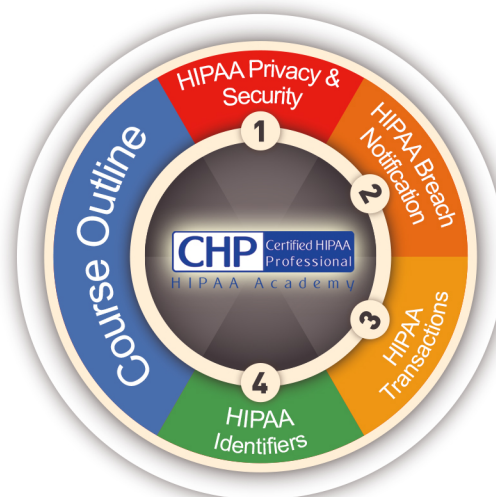 Course Outline
HIPAA Privacy &
Security
1
HIPAA Breach
Notification
2
HIPAA
Transactions
3
HIPAA
Identifiers
4
CHP
Certified HIPAA
Professional
HIPAA Academy